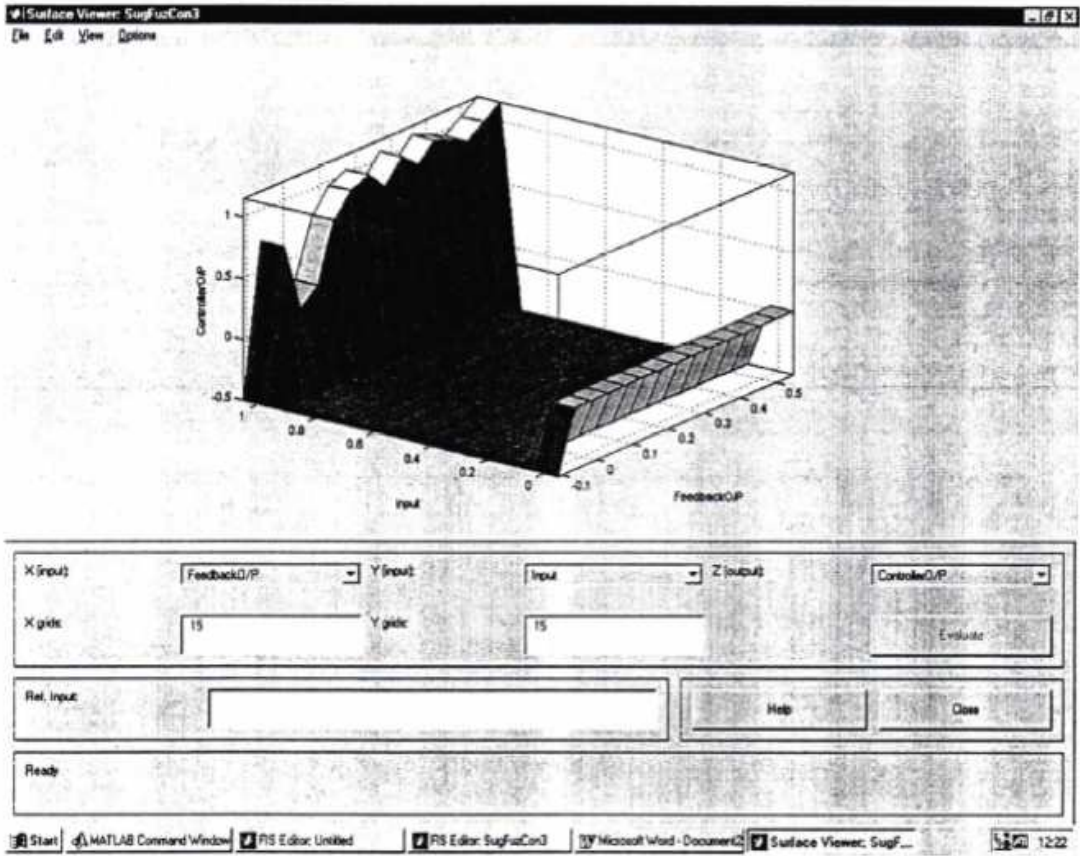 Surface Viewer: SugFuzCon3
File Edit View Options
ControllerO/P
1
0.5
0
-0.5
1
0.8
0.6
0.4
0.2
0
-0.1
0
0.1
0.2
0.3
0.4
0.5
input
FeedbackO/P
X (input): FeedbackO/P Y (input): Input Z (output): ControllerO/P
X grids: 15 Y grids: 15 Evaluate
Ref. Input: Help Close
Ready
Start MATLAB Command Window FIS Editor: Untitled FIS Editor: SugFuzCon3 Microsoft Word - Document2 Surface Viewer: SugF... 12:22